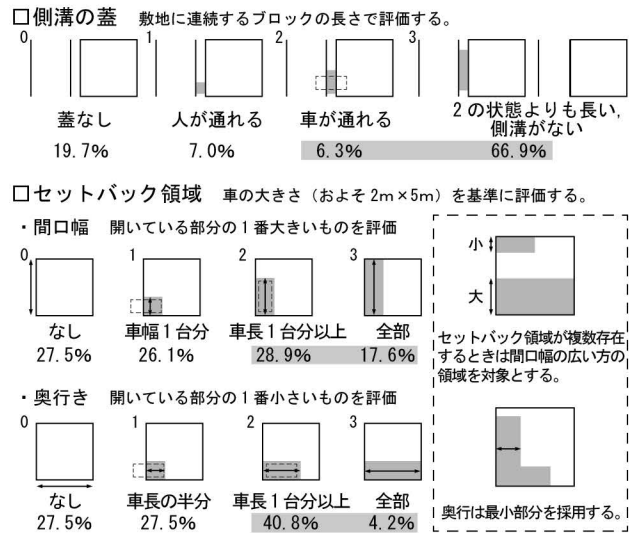 □側溝の蓋 敷地に連続するブロックの長さで評価する。
0 1 2 3
蓋なし 人が通れる 車が通れる 2の状態よりも長い,
側溝がない
19.7% 7.0% 6.3% 66.9%
□セットバック領域 車の大きさ（およそ2m×5m）を基準に評価する。
・間口幅 開いている部分の1番大きいものを評価
0 1 2 3
なし 車幅1台分 車長1台分以上 全部
27.5% 26.1% 28.9% 17.6%
・奥行き 開いている部分の1番小さいものを評価
0 1 2 3
なし 車長の半分 車長1台分以上 全部
27.5% 27.5% 40.8% 4.2%
小
大
セットバック領域が複数存在
するときは間口幅の広い方の
領域を対象とする。
奥行は最小部分を採用する。